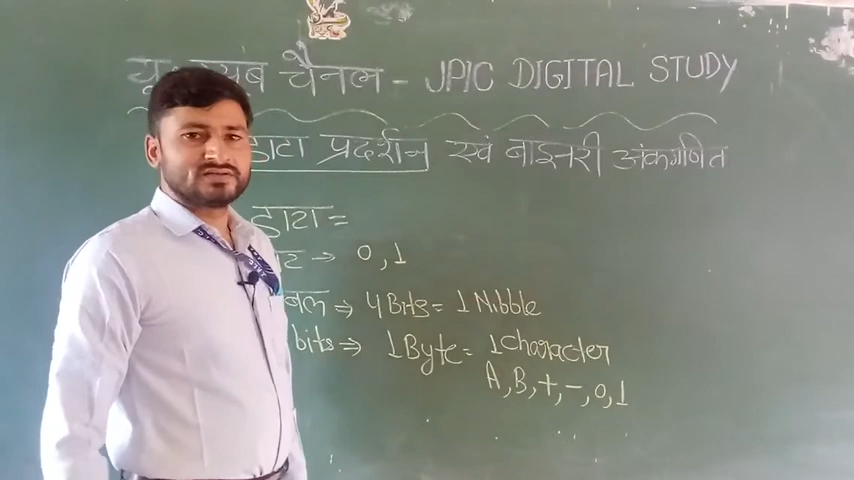 चैनल - JPIC DIGITAL STUDY
डाटा प्रदर्शन एवं बाइनरी अंकगणित
डाटा =
→ 0, 1
⇒ 4 Bits = 1 Nibble
bits ⇒ 1 Byte = 1 Character
A, B, +, -, 0, 1